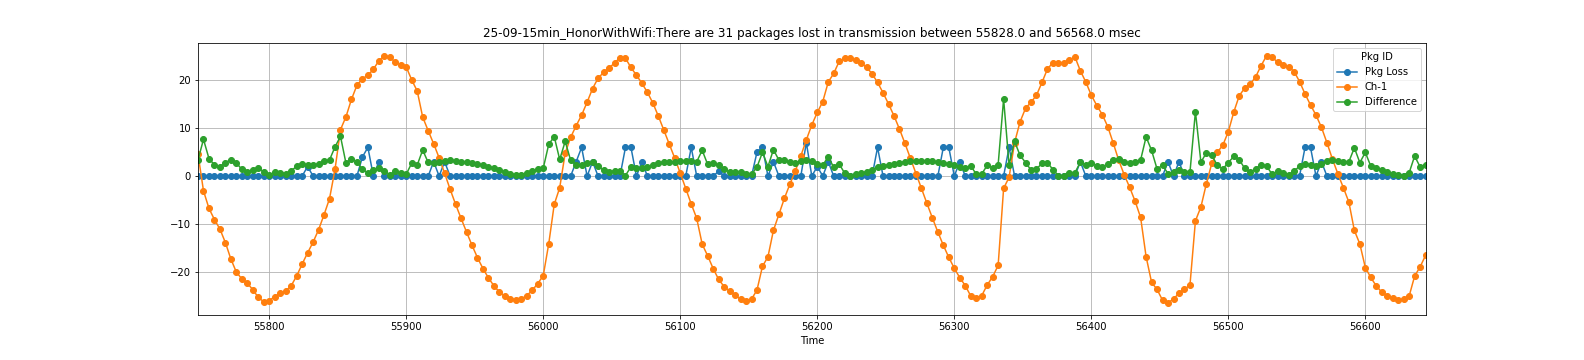 25-09-15min_HonorWithWifi:There are 31 packages lost in transmission between 55828.0 and 56568.0 msec
Pkg ID
Pkg Loss
Ch-1
Difference
20
10
0
−10
−20
55800 55900 56000 56100 56200 56300 56400 56500 56600
Time